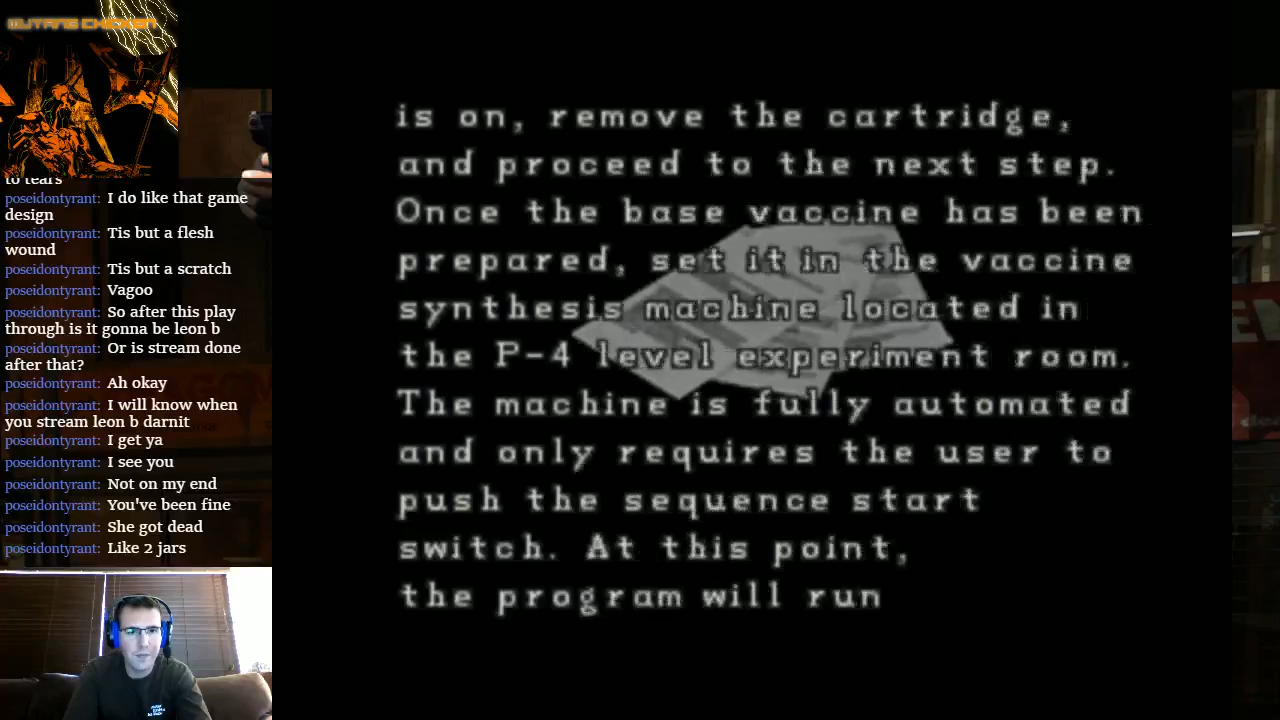 WUTANG CHICKEN
to tears
poseidontyrant: I do like that game
design
poseidontyrant: Tis but a flesh
wound
poseidontyrant: Tis but a scratch
poseidontyrant: Vagoo
poseidontyrant: So after this play
through is it gonna be leon b
poseidontyrant: Or is stream done
after that?
poseidontyrant: Ah okay
poseidontyrant: I will know when
you stream leon b darnit
poseidontyrant: I get ya
poseidontyrant: I see you
poseidontyrant: Not on my end
poseidontyrant: You've been fine
poseidontyrant: She got dead
poseidontyrant: Like 2 jars
is on, remove the cartridge,
and proceed to the next step.
Once the base vaccine has been
prepared, set it in the vaccine
synthesis machine located in
the P-4 level experiment room.
The machine is fully automated
and only requires the user to
push the sequence start
switch. At this point,
the program will run